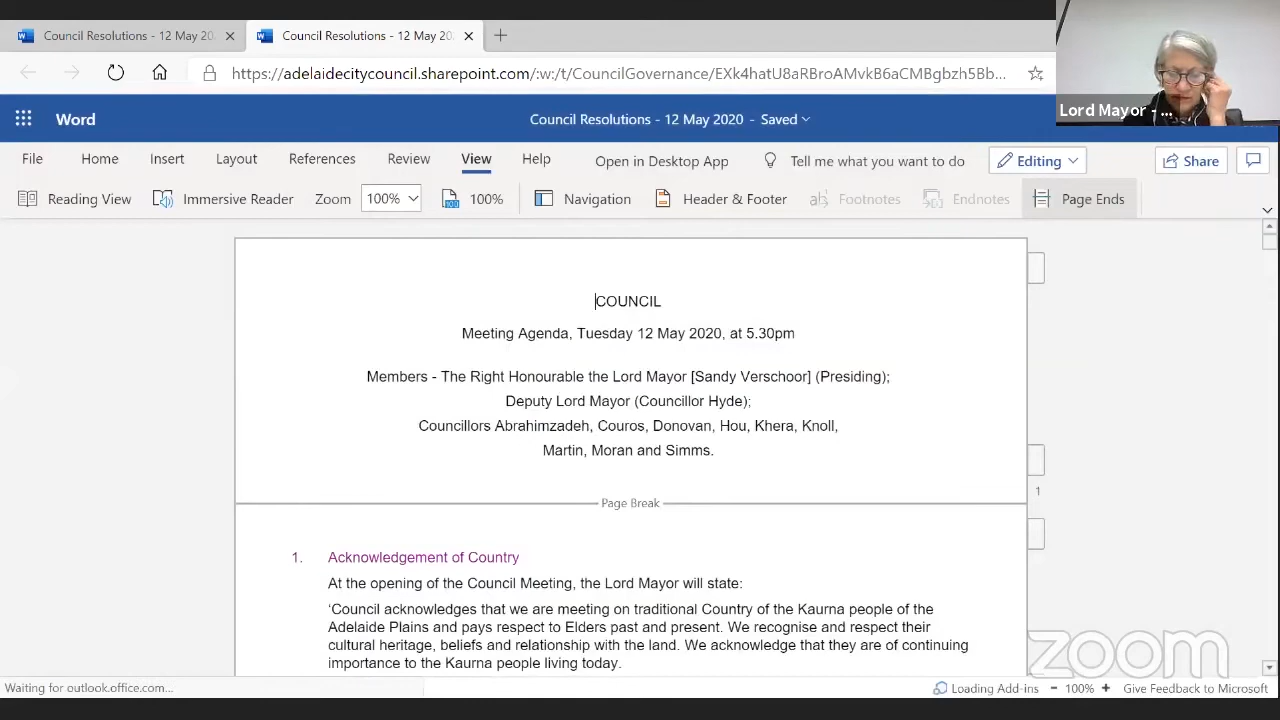 Council Resolutions - 12 May 20
Council Resolutions - 12 May 20
https://adelaidecitycouncil.sharepoint.com/:w:/t/CouncilGovernance/EXk4hatU8aRBroAMvkB6aCMBgbzh5Bb...
Lord Mayor - ...
Word
Council Resolutions - 12 May 2020 - Saved
File Home Insert Layout References Review View Help Open in Desktop App Tell me what you want to do Editing Share
Reading View Immersive Reader Zoom 100% 100% Navigation Header & Footer Footnotes Endnotes Page Ends
COUNCIL
Meeting Agenda, Tuesday 12 May 2020, at 5.30pm
Members - The Right Honourable the Lord Mayor [Sandy Verschoor] (Presiding);
Deputy Lord Mayor (Councillor Hyde);
Councillors Abrahimzadeh, Couros, Donovan, Hou, Khera, Knoll,
Martin, Moran and Simms.
Page Break
1
1. Acknowledgement of Country
At the opening of the Council Meeting, the Lord Mayor will state:
‘Council acknowledges that we are meeting on traditional Country of the Kaurna people of the
Adelaide Plains and pays respect to Elders past and present. We recognise and respect their
cultural heritage, beliefs and relationship with the land. We acknowledge that they are of continuing
importance to the Kaurna people living today.
zoom
Waiting for outlook.office.com...
Loading Add-ins - 100% + Give Feedback to Microsoft